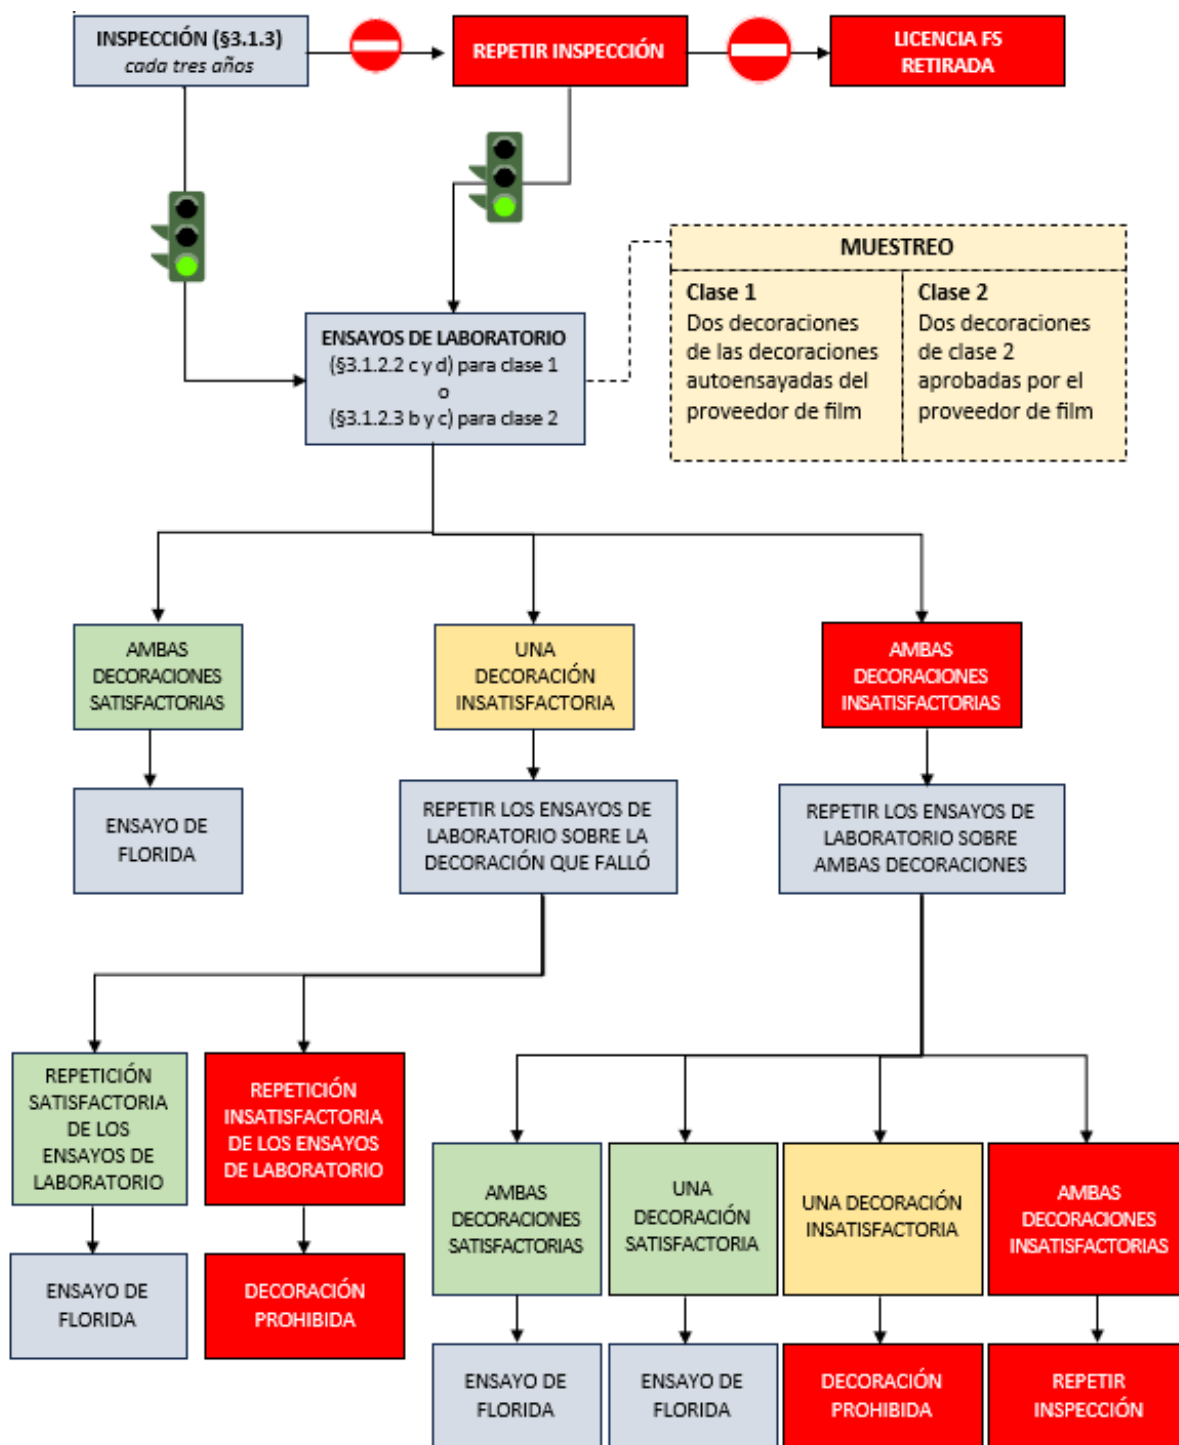 INSPECCIÓN (§3.1.3)
cada tres años
REPETIR INSPECCIÓN
LICENCIA FS
RETIRADA
MUESTREO
Clase 1
Dos decoraciones
de las decoraciones
autoensayadas del
proveedor de film
Clase 2
Dos decoraciones
de clase 2
aprobadas por el
proveedor de film
ENSAYOS DE LABORATORIO
(§3.1.2.2 c y d) para clase 1
o
(§3.1.2.3 b y c) para clase 2
AMBAS
DECORACIONES
SATISFACTORIAS
UNA
DECORACIÓN
INSATISFACTORIA
AMBAS
DECORACIONES
INSATISFACTORIAS
ENSAYO DE
FLORIDA
REPETIR LOS ENSAYOS DE
LABORATORIO SOBRE LA
DECORACIÓN QUE FALLÓ
REPETIR LOS ENSAYOS DE
LABORATORIO SOBRE
AMBAS DECORACIONES
REPETICIÓN
SATISFACTORIA
DE LOS
ENSAYOS DE
LABORATORIO
REPETICIÓN
INSATISFACTORIA
DE LOS ENSAYOS
DE LABORATORIO
AMBAS
DECORACIONES
SATISFACTORIAS
UNA
DECORACIÓN
SATISFACTORIA
UNA DECORACIÓN
INSATISFACTORIA
AMBAS
DECORACIONES
INSATISFACTORIAS
ENSAYO DE
FLORIDA
DECORACIÓN
PROHIBIDA
ENSAYO DE
FLORIDA
ENSAYO DE
FLORIDA
DECORACIÓN
PROHIBIDA
REPETIR
INSPECCIÓN